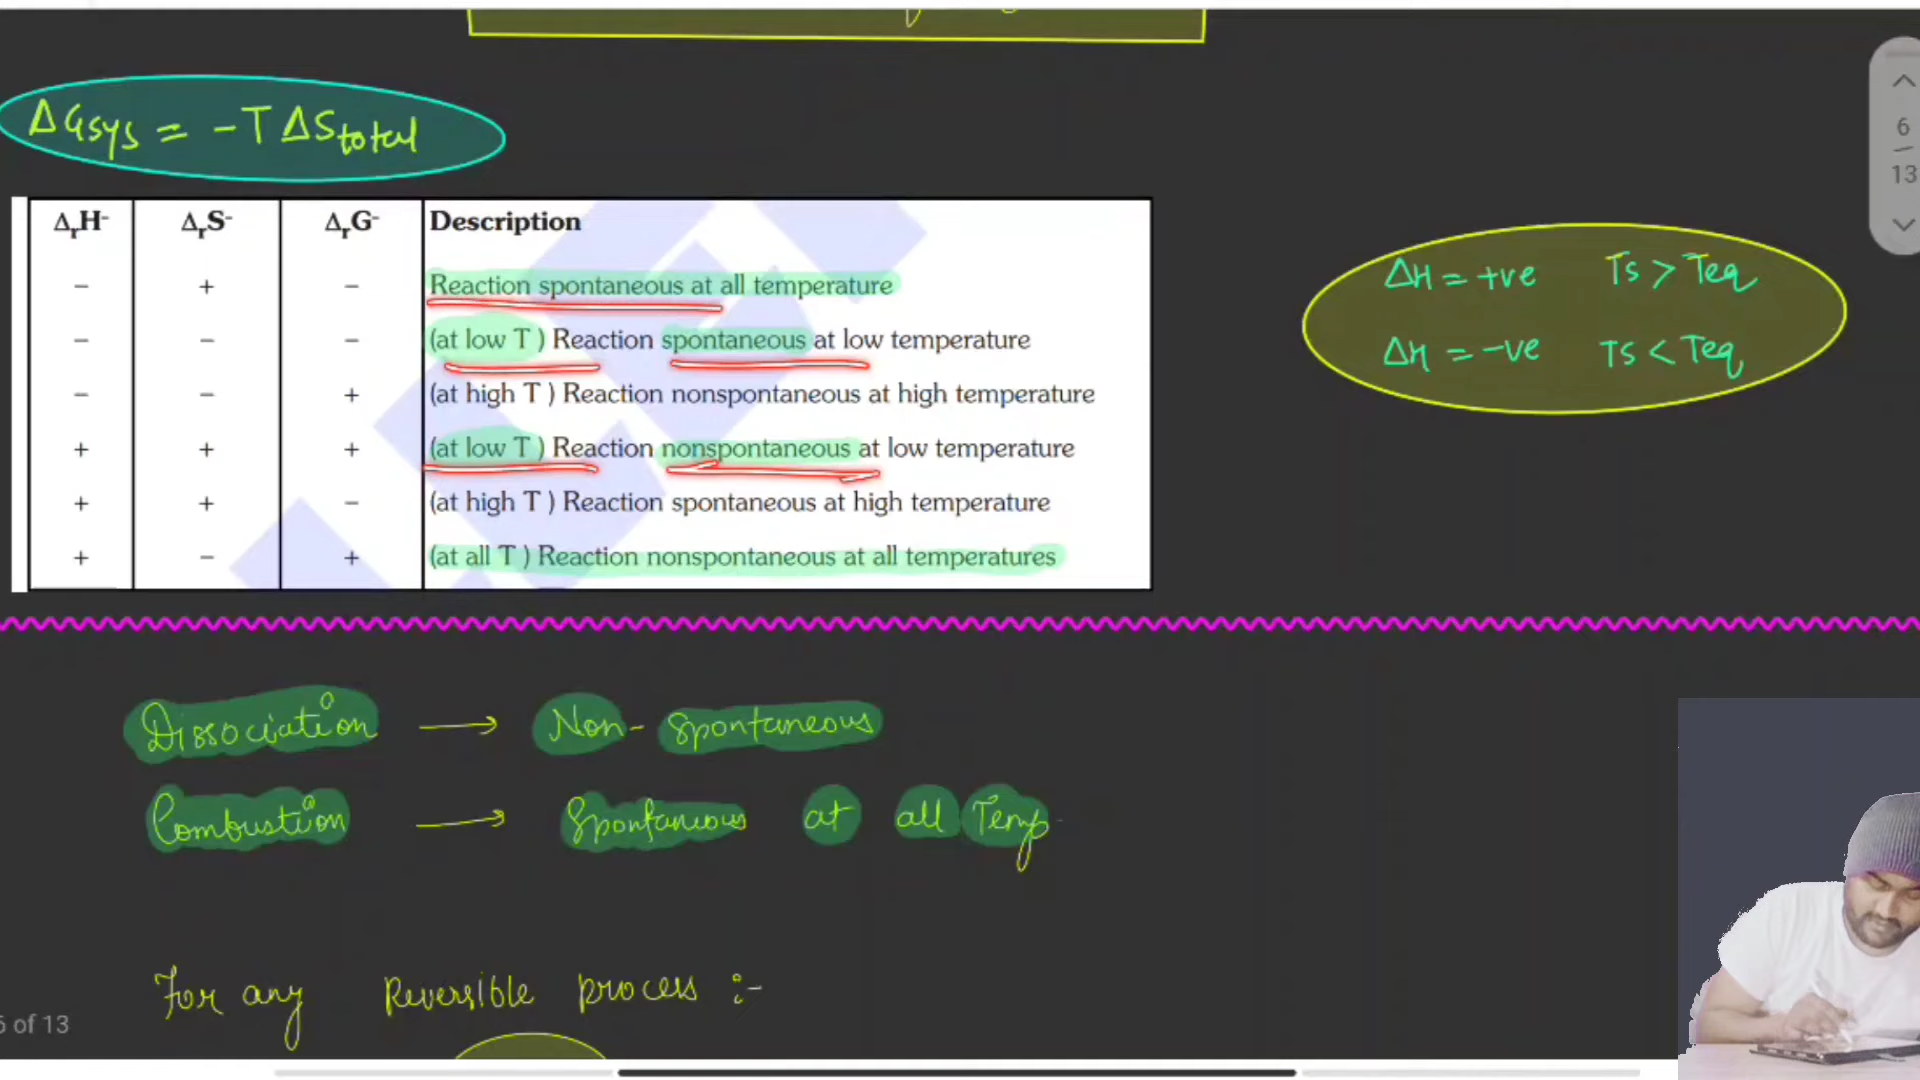 ΔGsys = -TΔStotal
ΔrH- ΔrS- ΔrG- Description
− + − Reaction spontaneous at all temperature
− − − (at low T ) Reaction spontaneous at low temperature
− − + (at high T ) Reaction nonspontaneous at high temperature
+ + + (at low T ) Reaction nonspontaneous at low temperature
+ + − (at high T ) Reaction spontaneous at high temperature
+ − + (at all T ) Reaction nonspontaneous at all temperatures
ΔH = +ve Ts > Teq
ΔH = -ve Ts < Teq
6
13
Dissociation → Non-Spontaneous
Combustion → Spontaneous at all Temp
For any Reversible process :-
6 of 13